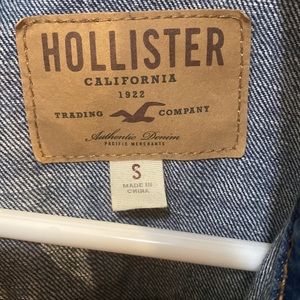 HOLLISTER
CALIFORNIA
1922
TRADING COMPANY
Authentic Denim
PACIFIC MERCHANTS
S
MADE IN
CHINA